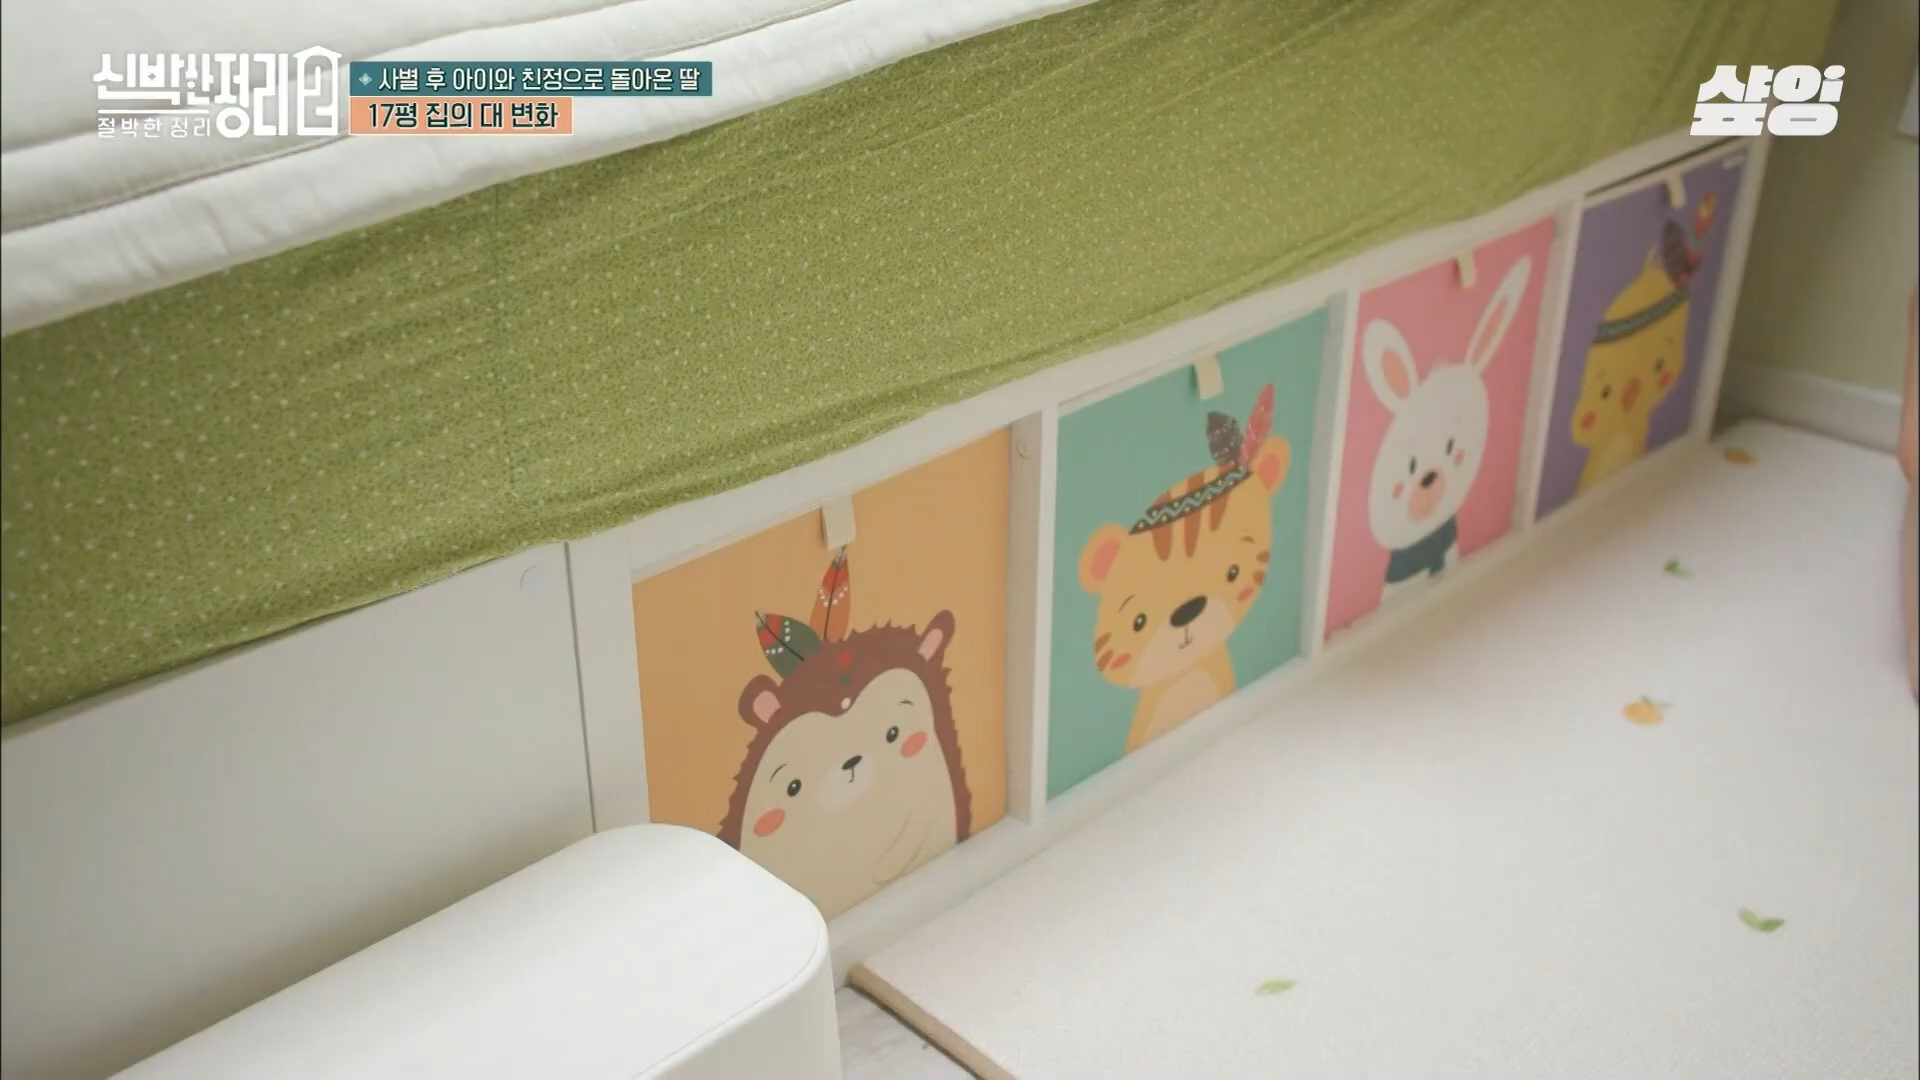 신박한정리2
절박한 정리
사별 후 아이와 친정으로 돌아온 딸
17평 집의 대 변화
샾잉